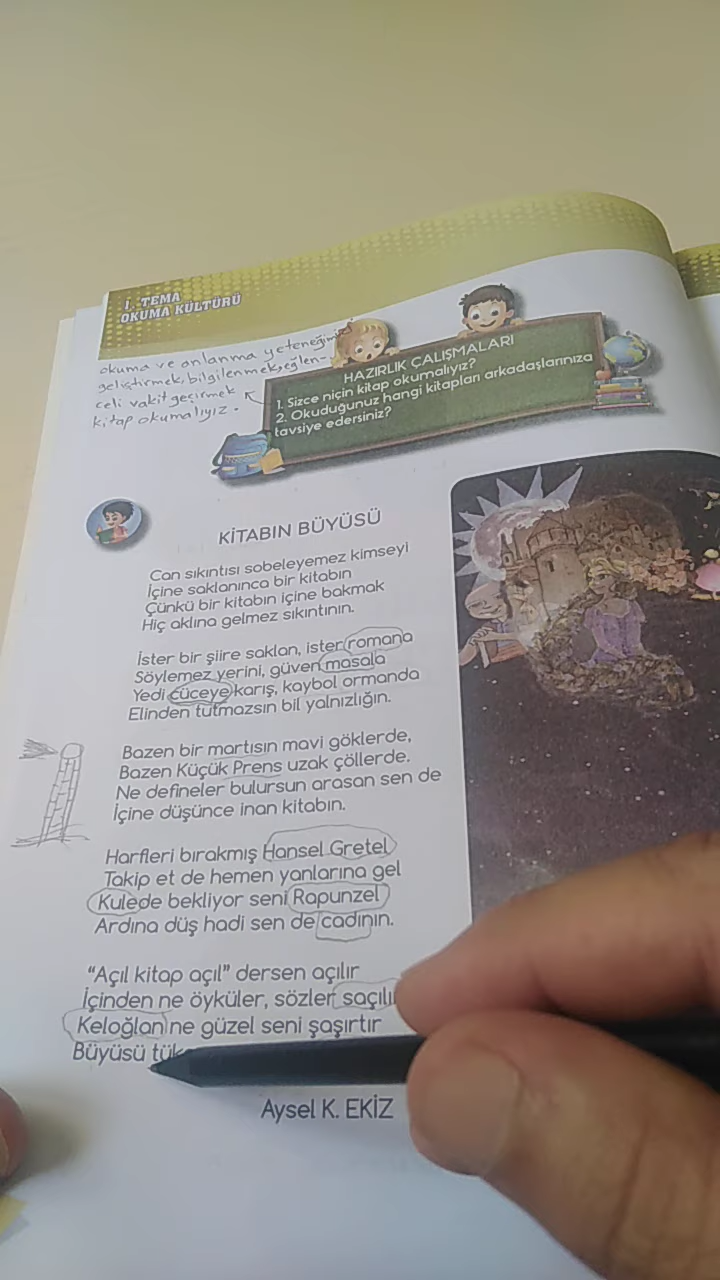 1. TEMA
OKUMA KÜLTÜRÜ
okuma ve anlanma yeteneğimizi
geliştirmek, bilgilenmek, eğlen-
celi vakit geçirmek
kitap okumalıyız.
HAZIRLIK ÇALIŞMALARI
1. Sizce niçin kitap okumalıyız?
2. Okuduğunuz hangi kitapları arkadaşlarınıza
tavsiye edersiniz?
KİTABIN BÜYÜSÜ
Can sıkıntısı sobeleyemez kimseyi
İçine saklanınca bir kitabın
Çünkü bir kitabın içine bakmak
Hiç aklına gelmez sıkıntının.
İster bir şiire saklan, ister romana
Söylemez yerini, güven masala
Yedi cüceye karış, kaybol ormanda
Elinden tutmazsın bil yalnızlığın.
Bazen bir martısın mavi göklerde,
Bazen Küçük Prens uzak çöllerde.
Ne defineler bulursun arasan sen de
İçine düşünce inan kitabın.
Harfleri bırakmış Hansel Gretel
Takip et de hemen yanlarına gel
Kulede bekliyor seni Rapunzel
Ardına düş hadi sen de cadının.
"Açıl kitap açıl" dersen açılır
İçinden ne öyküler, sözler
Keloğlan ne güzel seni şaşırtır
Büyüsü
Aysel K. EKİZ